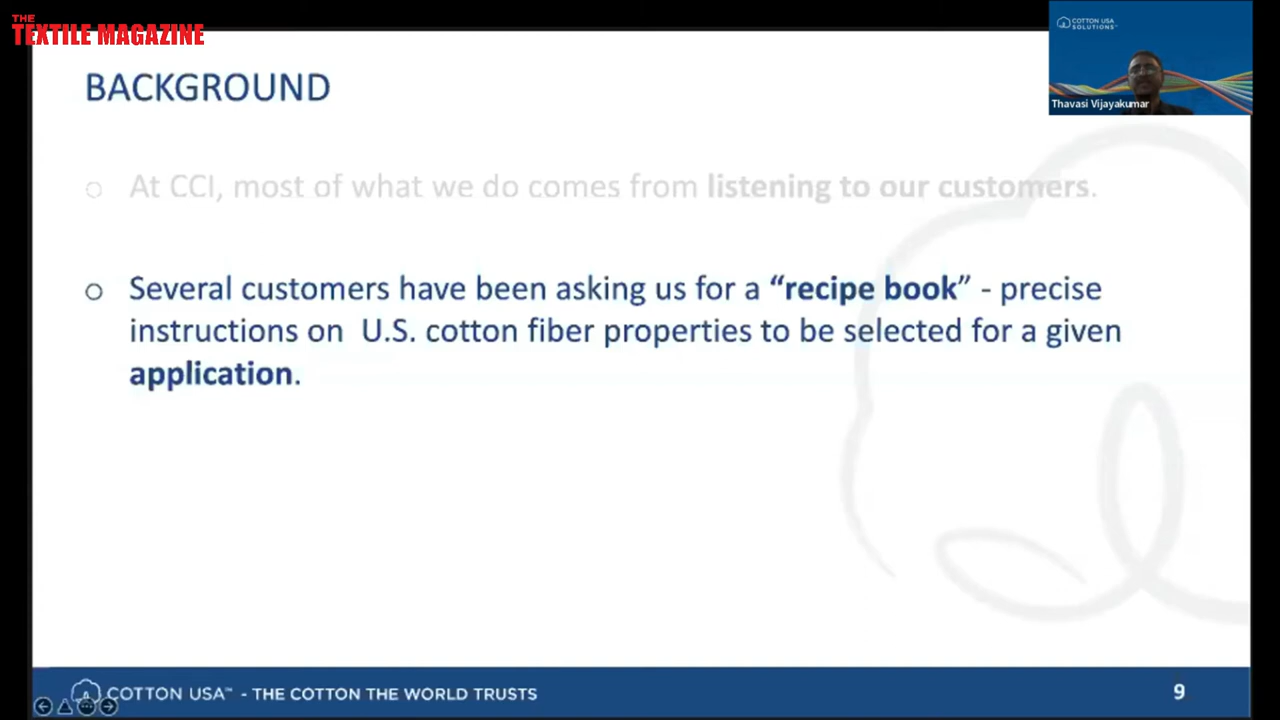 THE
TEXTILE MAGAZINE
COTTON USA
SOLUTIONS™
Thavasi Vijayakumar
BACKGROUND
At CCI, most of what we do comes from listening to our customers.
Several customers have been asking us for a “recipe book” - precise
instructions on U.S. cotton fiber properties to be selected for a given
application.
COTTON USA™ - THE COTTON THE WORLD TRUSTS
9